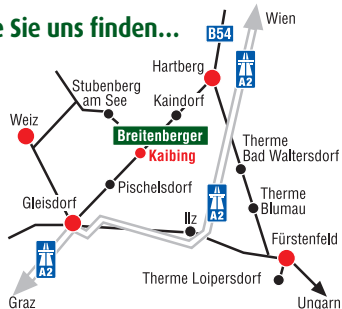 e Sie uns finden...
Wien
B54
Hartberg
A2
Stubenberg
am See
Kaindorf
Weiz
Breitenberger
Kaibing
Therme
Bad Waltersdorf
Pischelsdorf
Gleisdorf
Therme
Blumau
A2
Ilz
Fürstenfeld
A2
Therme Loipersdorf
Graz
Ungarn